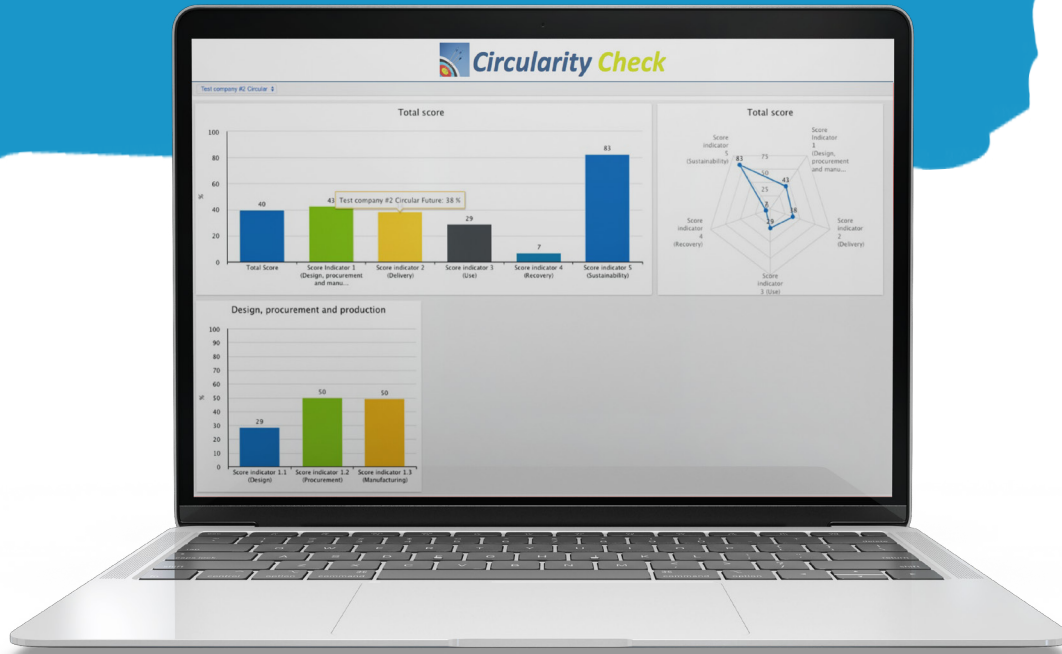 Circularity Check
Test company #2 Circular
Total score
100
80
60
40
20
0
%
40
43
Test company #2 Circular Future: 38 %
29
7
83
Total Score
Score Indicator 1
(Design, procurement
and manu...
Score indicator 2
(Delivery)
Score indicator 3
(Use)
Score indicator 4
(Recovery)
Score indicator 5
(Sustainability)
Total score
Score
indicator
5
(Sustainability)
Score
Indicator
1
(Design,
procurement
and manu...
83
75
50
25
43
38
29
Score
indicator
4
(Recovery)
Score
indicator
2
(Delivery)
Score
indicator
3 (Use)
Design, procurement and production
100
90
80
70
60
50
40
30
20
10
0
%
29
50
50
Score indicator 1.1
(Design)
Score indicator 1.2
(Procurement)
Score indicator 1.3
(Manufacturing)
command
option